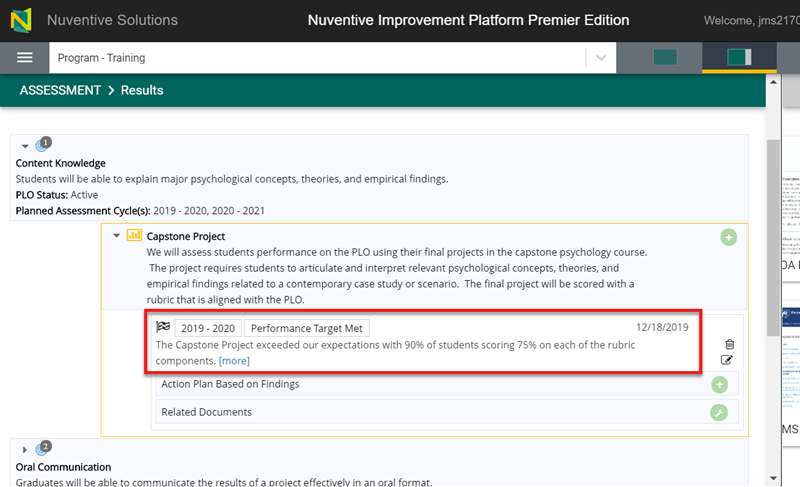 Nuventive Solutions
Nuventive Improvement Platform Premier Edition
Welcome, jms2170
Program - Training
ASSESSMENT > Results
1
Content Knowledge
Students will be able to explain major psychological concepts, theories, and empirical findings.
PLO Status: Active
Planned Assessment Cycle(s): 2019 - 2020, 2020 - 2021
Capstone Project
We will assess students performance on the PLO using their final projects in the capstone psychology course.
The project requires students to articulate and interpret relevant psychological concepts, theories, and
empirical findings related to a contemporary case study or scenario. The final project will be scored with a
rubric that is aligned with the PLO.
2019 - 2020 Performance Target Met 12/18/2019
The Capstone Project exceeded our expectations with 90% of students scoring 75% on each of the rubric
components. [more]
Action Plan Based on Findings
Related Documents
2
Oral Communication
Graduates will be able to communicate the results of a project effectively in an oral format.
OA
MS